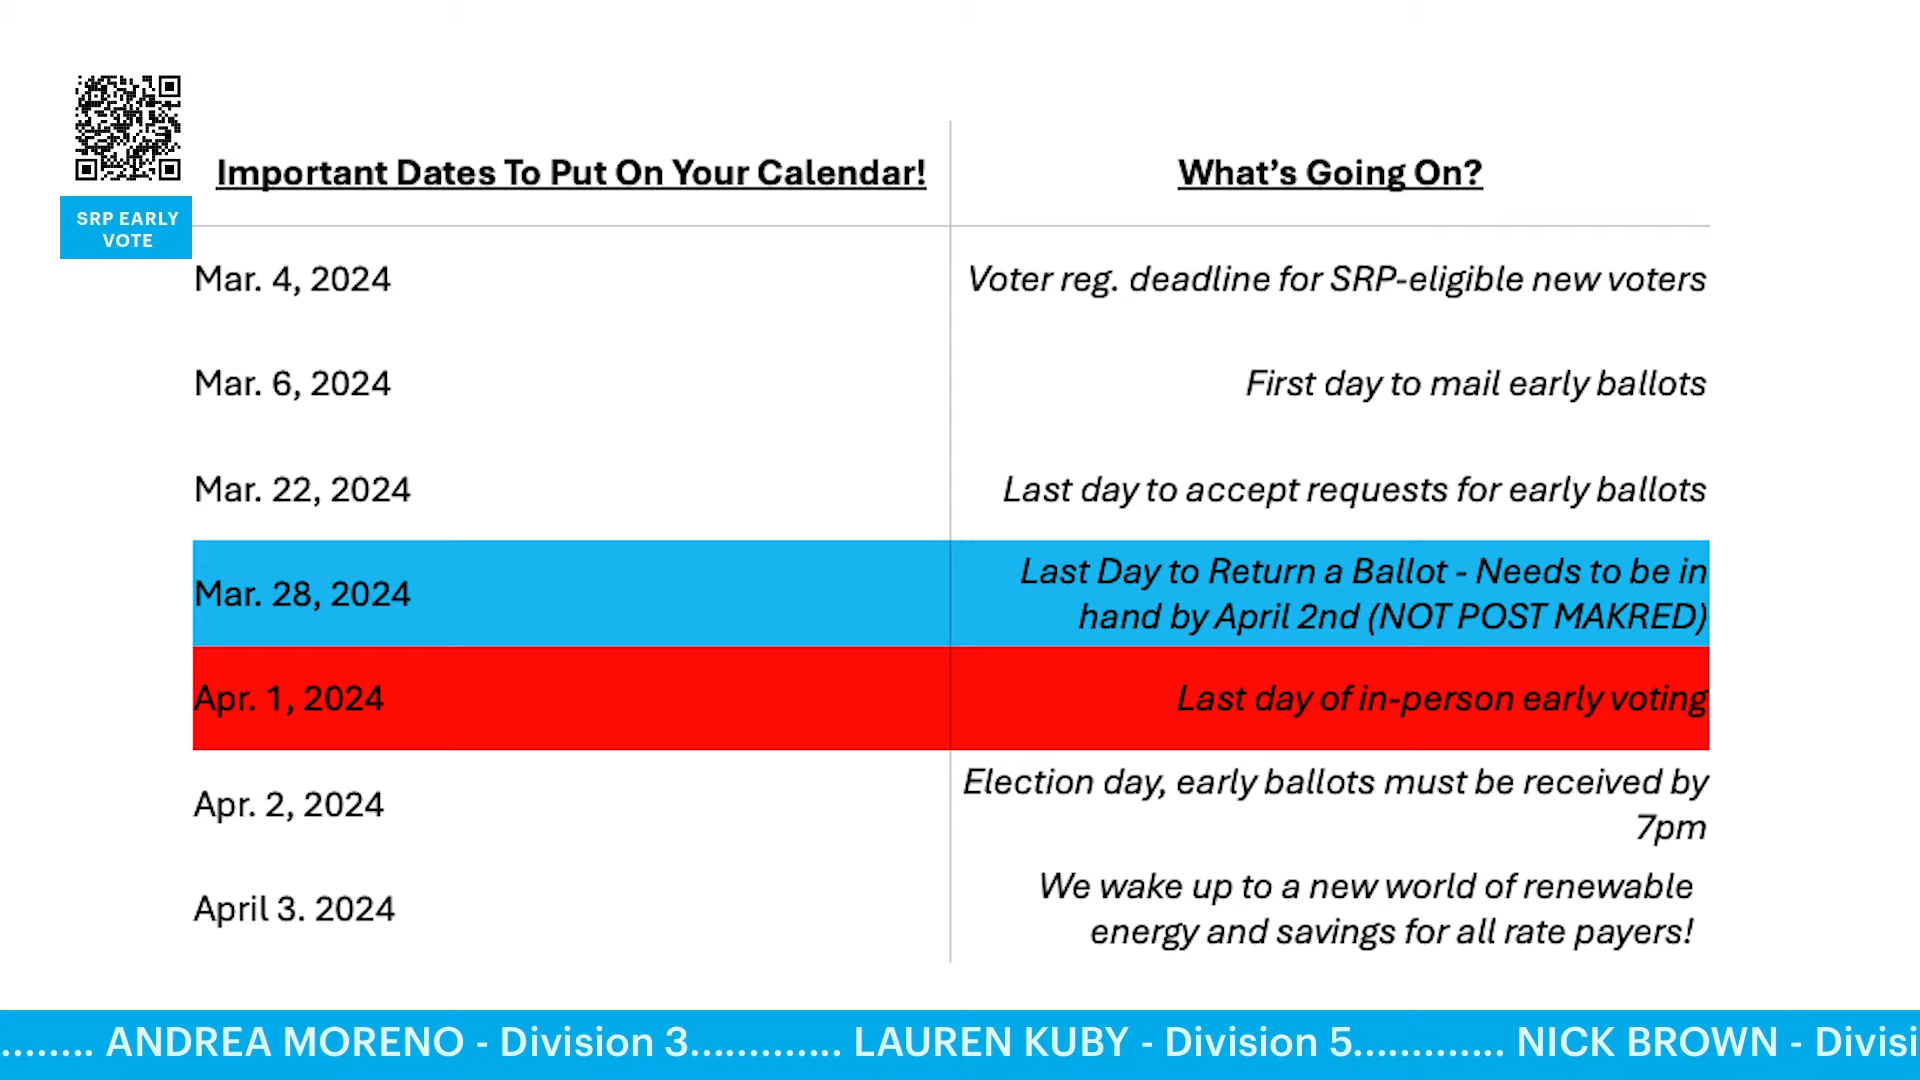 SRP EARLY
VOTE
Important Dates To Put On Your Calendar!
What's Going On?
Mar. 4, 2024
Voter reg. deadline for SRP-eligible new voters
Mar. 6, 2024
First day to mail early ballots
Mar. 22, 2024
Last day to accept requests for early ballots
Mar. 28, 2024
Last Day to Return a Ballot - Needs to be in
hand by April 2nd (NOT POST MAKRED)
Apr. 1, 2024
Last day of in-person early voting
Apr. 2, 2024
Election day, early ballots must be received by
7pm
April 3. 2024
We wake up to a new world of renewable
energy and savings for all rate payers!
........ ANDREA MORENO - Division 3............. LAUREN KUBY - Division 5............. NICK BROWN - Divisi